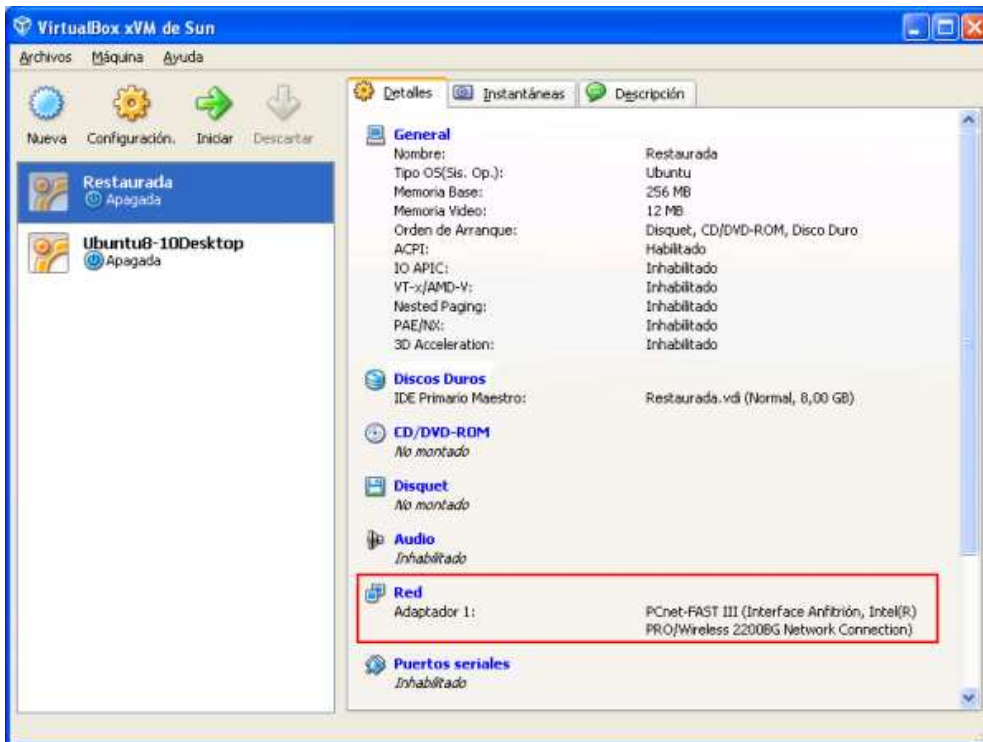 VirtualBox xVM de Sun
Archivos Máquina Ayuda
Nueva Configuración. Iniciar Descartar
Restaurada
Apagada
Ubuntu8-10Desktop
Apagada
Detalles Instantáneas Descripción
General
Nombre: Restaurada
Tipo OS(Sis. Op.): Ubuntu
Memoria Base: 256 MB
Memoria Video: 12 MB
Orden de Arranque: Disquet, CD/DVD-ROM, Disco Duro
ACPI: Habilitado
IO APIC: Inhabilitado
VT-x/AMD-V: Inhabilitado
Nested Paging: Inhabilitado
PAE/NX: Inhabilitado
3D Acceleration: Inhabilitado
Discos Duros
IDE Primario Maestro: Restaurada.vdi (Normal, 8,00 GB)
CD/DVD-ROM
No montado
Disquet
No montado
Audio
Inhabilitado
Red
Adaptador 1: PCnet-FAST III (Interface Anfitrión, Intel(R)
PRO/Wireless 2200BG Network Connection)
Puertos seriales
Inhabilitado